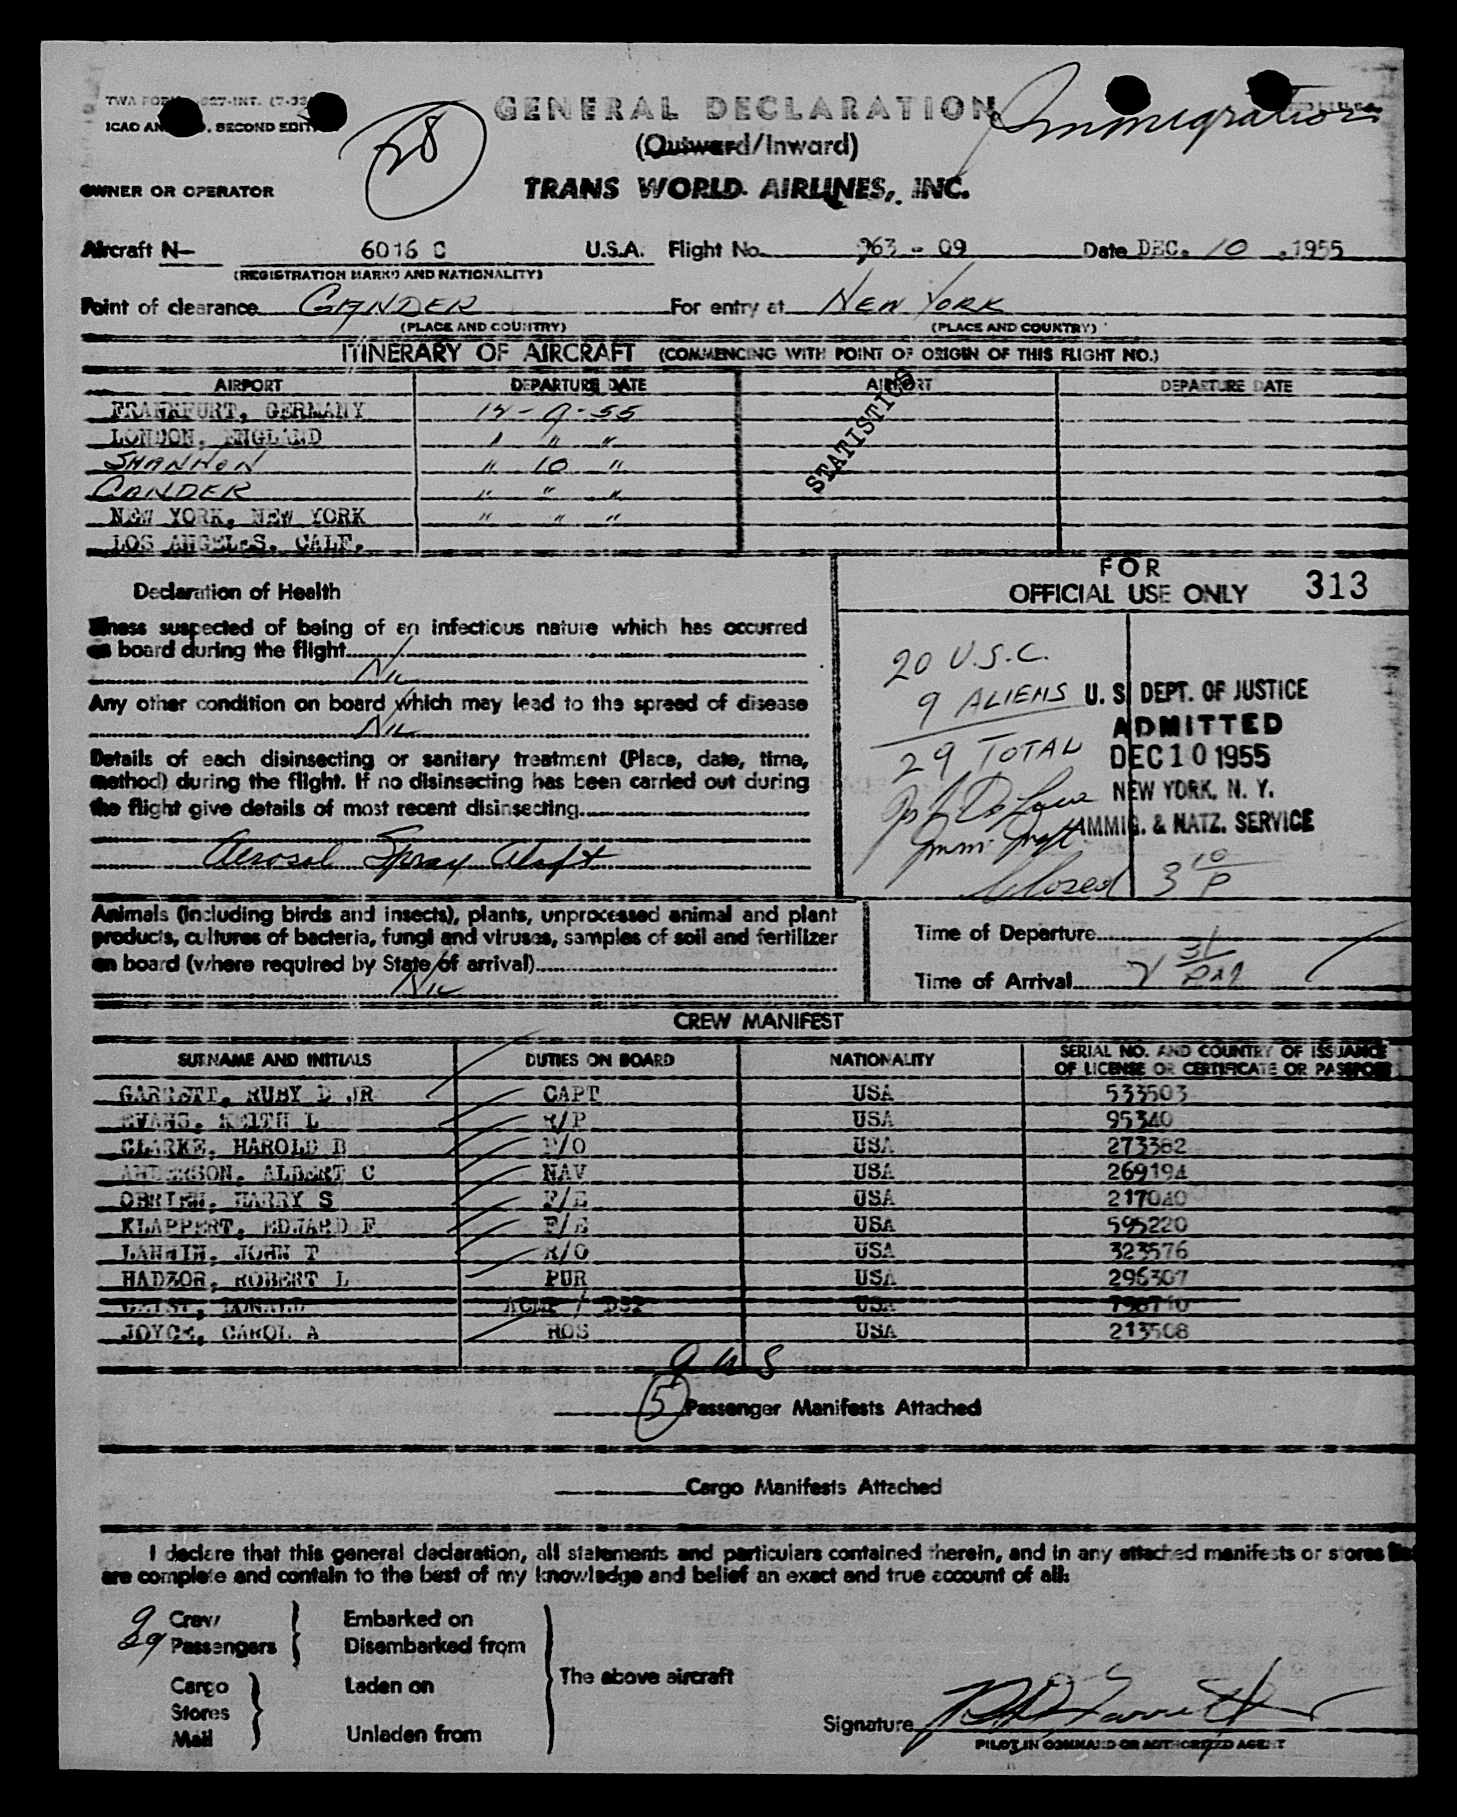 GENERAL DECLARATION
Immigration
ICAO AN , SECOND EDITION
(Outward/Inward)
28
OWNER OR OPERATOR
TRANS WORLD AIRLINES, INC.
Aircraft N- 6016 C U.S.A. Flight No. 963 - 09 Date DEC. 10, 1955
(REGISTRATION MARKS AND NATIONALITY)
Point of clearance GANDER For entry at NEW YORK
(PLACE AND COUNTRY) (PLACE AND COUNTRY)
ITINERARY OF AIRCRAFT (COMMENCING WITH POINT OF ORIGIN OF THIS FLIGHT NO.)
AIRPORT DEPARTURE DATE AIRPORT DEPARTURE DATE
FRANKFURT, GERMANY 12-9-55
LONDON, ENGLAND " " "
SHANNON " 10 "
GANDER " " "
NEW YORK, NEW YORK " " "
LOS ANGELES, CALF.
STATISTICS
Declaration of Health
Illness suspected of being of an infectious nature which has occurred
on board during the flight
NIL
Any other condition on board which may lead to the spread of disease
NIL
Details of each disinsecting or sanitary treatment (Place, date, time,
method) during the flight. If no disinsecting has been carried out during
the flight give details of most recent disinsecting
Aerosol Spray Aloft
FOR
OFFICIAL USE ONLY 313
20 U.S.C.
9 ALIENS
29 TOTAL
U. S. DEPT. OF JUSTICE
ADMITTED
DEC 10 1955
NEW YORK, N. Y.
IMMIG. & NATZ. SERVICE
Imm. Inspt
Closed 3 10 P
Animals (including birds and insects), plants, unprocessed animal and plant
products, cultures of bacteria, fungi and viruses, samples of soil and fertilizer
on board (where required by State of arrival)
NIL
Time of Departure
Time of Arrival 2 31 PM
CREW MANIFEST
SURNAME AND INITIALS DUTIES ON BOARD NATIONALITY SERIAL NO. AND COUNTRY OF ISSUANCE
OF LICENSE OR CERTIFICATE OR PASSPORT
GARRETT, RUBY D JR CAPT USA 533503
EVANS, KEITH L R/P USA 95340
CLARKE, HAROLD B F/O USA 273382
ANDERSON, ALBERT C NAV USA 269194
OBRIEN, HARRY S F/E USA 217040
KLAPPERT, EDWARD F F/E USA 595220
LANNIN, JOHN T R/O USA 323576
HADZOR, ROBERT L PUR USA 296307
DONALD USA
JOYCE, CAROL A HOS USA 213508
9 US
5 Passenger Manifests Attached
Cargo Manifests Attached
I declare that this general declaration, all statements and particulars contained therein, and in any attached manifests or stores
are complete and contain to the best of my knowledge and belief an exact and true account of all:
9 Crew Embarked on
29 Passengers Disembarked from
The above aircraft
Cargo Laden on
Stores
Mail Unladen from
Signature R D Garrett
PILOT IN COMMAND OR AUTHORIZED AGENT